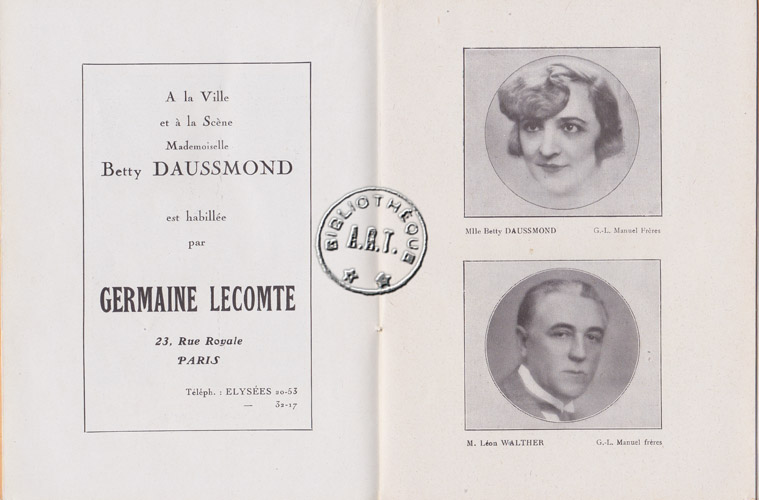 A la Ville
et à la Scène
Mademoiselle
Betty DAUSSMOND
est habillée
par
GERMAINE LECOMTE
23, Rue Royale
PARIS
Téléph. : ELYSÉES 20-53
— 32-17
BIBLIOTHÈQUE
A.R.T.
Mlle Betty DAUSSMOND G.-L. Manuel Frères
M. Léon WALTHER G.-L. Manuel frères